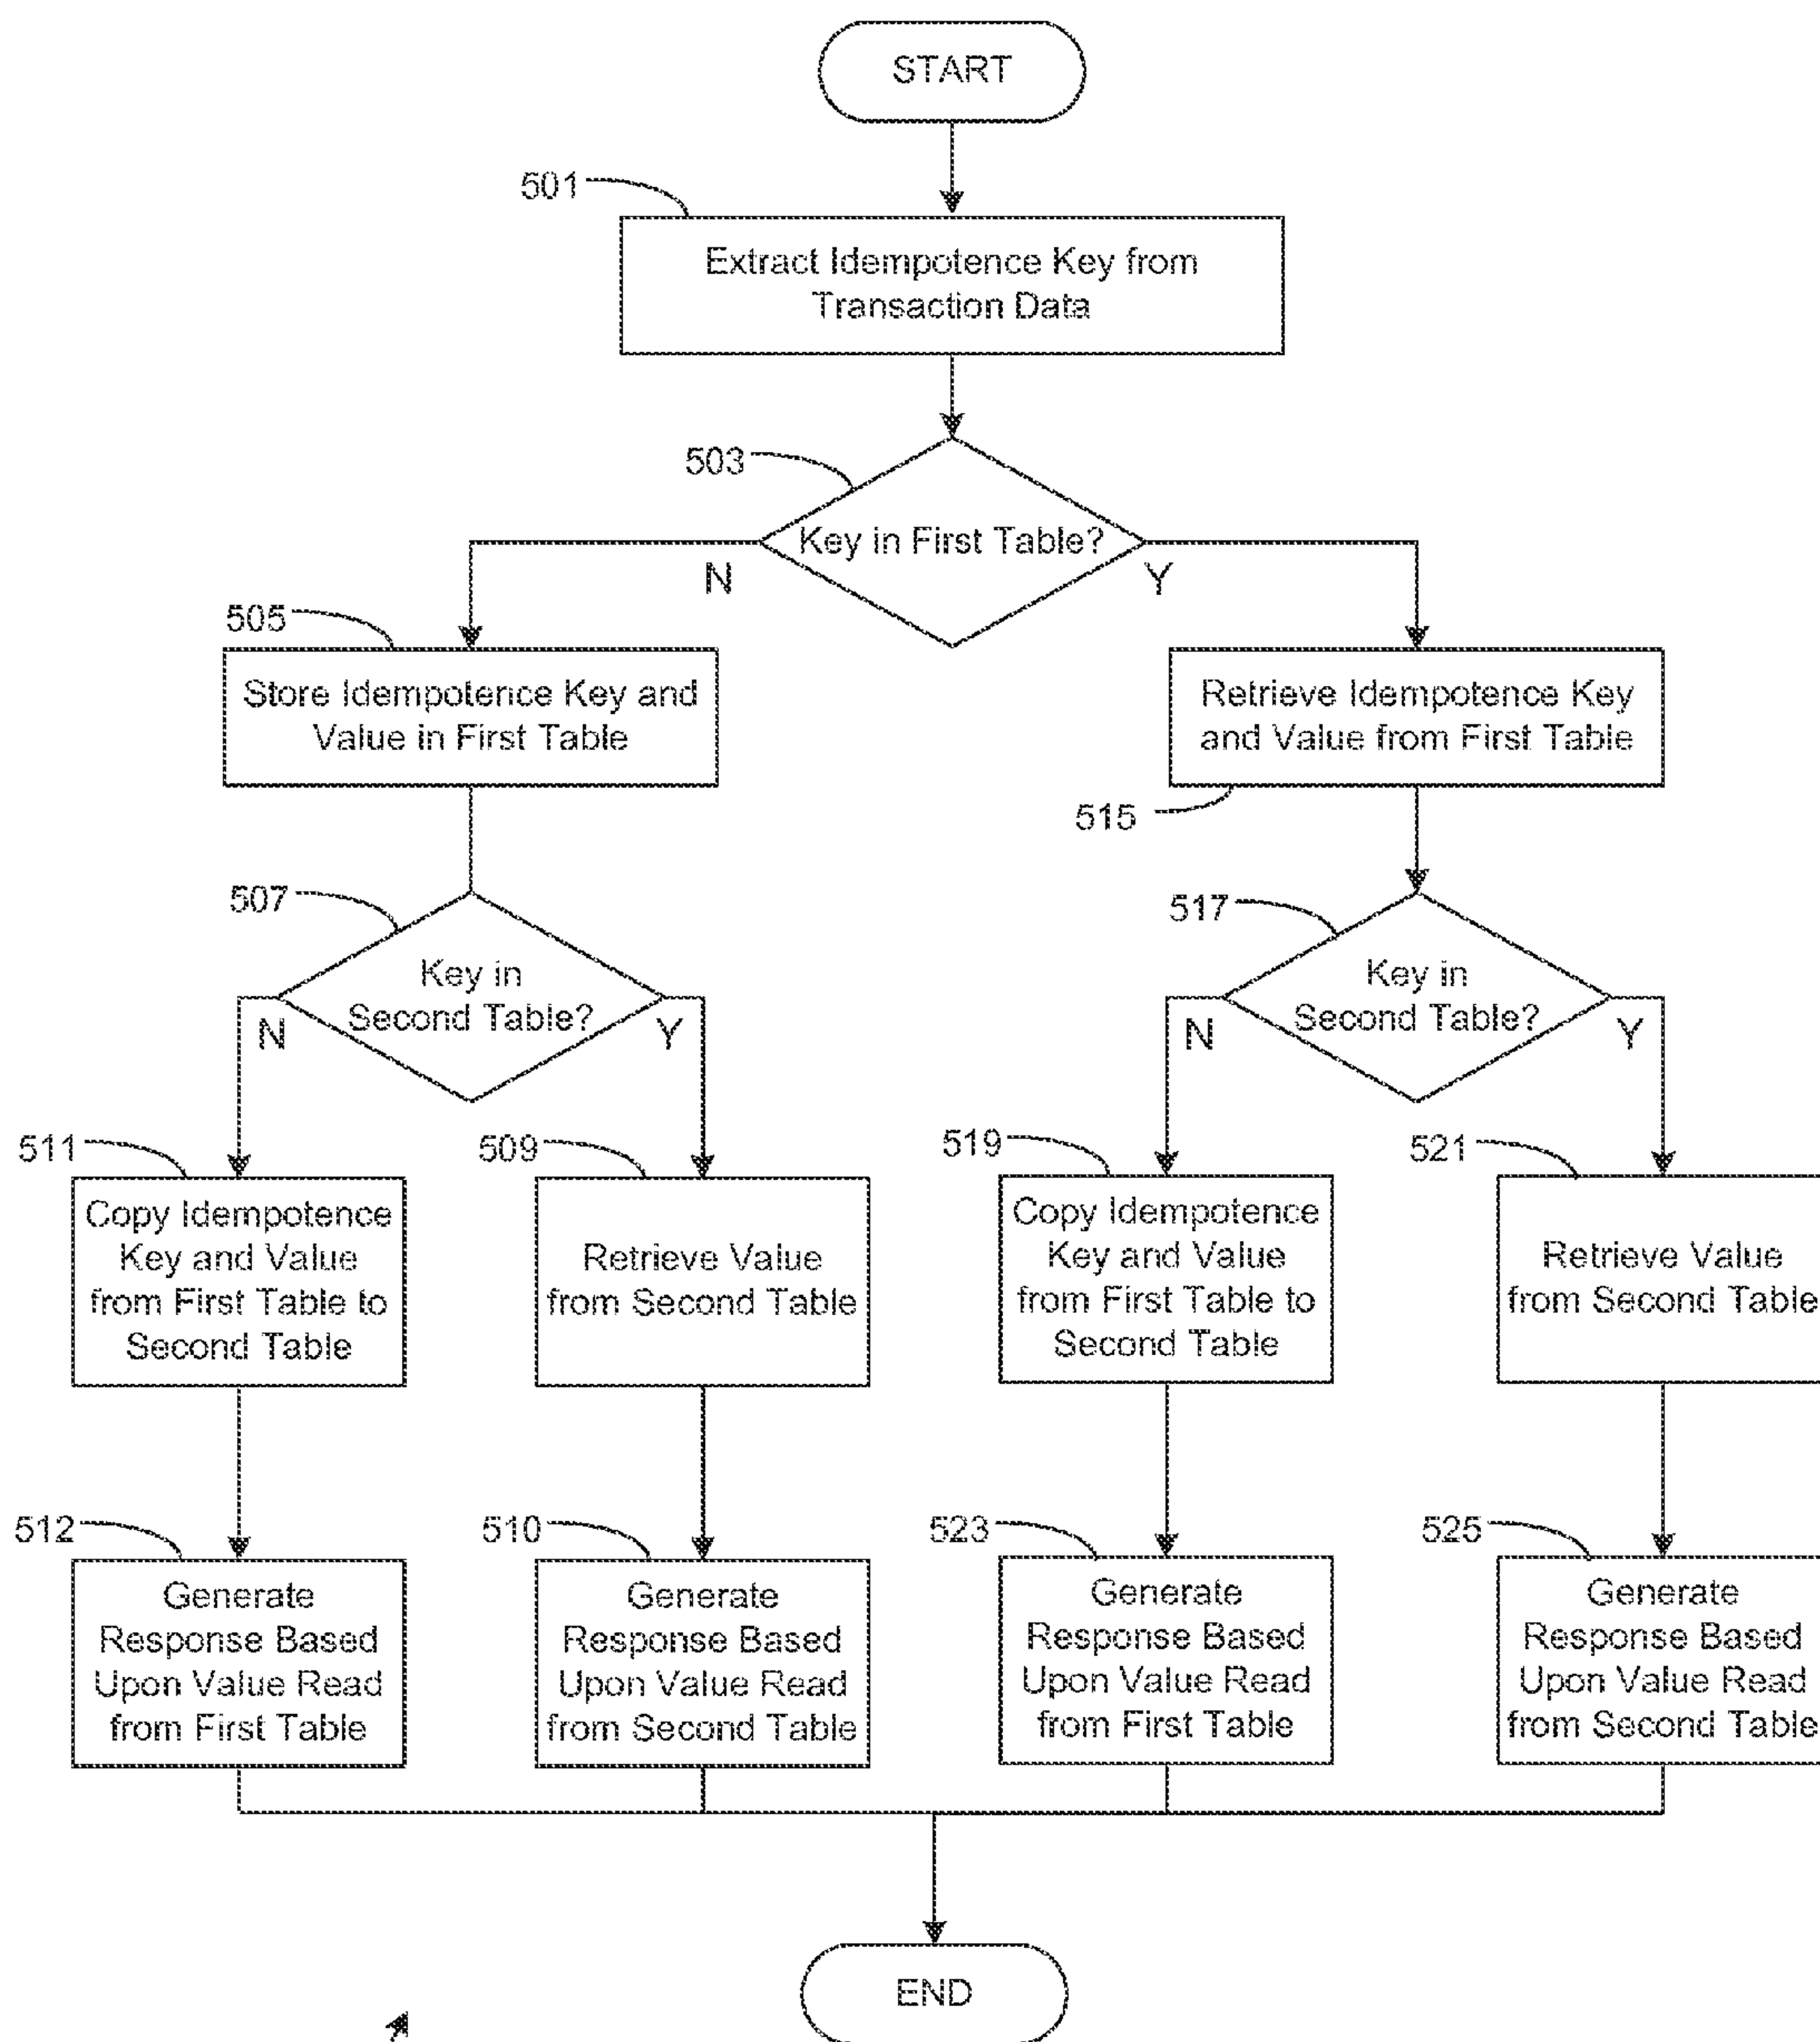 START
501
Extract Idempotence Key from
Transaction Data
503
Key in First Table?
N
Y
505
Store Idempotence Key and
Value in First Table
Retrieve Idempotence Key
and Value from First Table
515
507
Key in
Second Table?
N
Y
517
Key in
Second Table?
N
Y
511
Copy Idempotence
Key and Value
from First Table to
Second Table
509
Retrieve Value
from Second Table
519
Copy Idempotence
Key and Value
from First Table to
Second Table
521
Retrieve Value
from Second Table
512
Generate
Response Based
Upon Value Read
from First Table
510
Generate
Response Based
Upon Value Read
from Second Table
523
Generate
Response Based
Upon Value Read
from First Table
525
Generate
Response Based
Upon Value Read
from Second Table
END